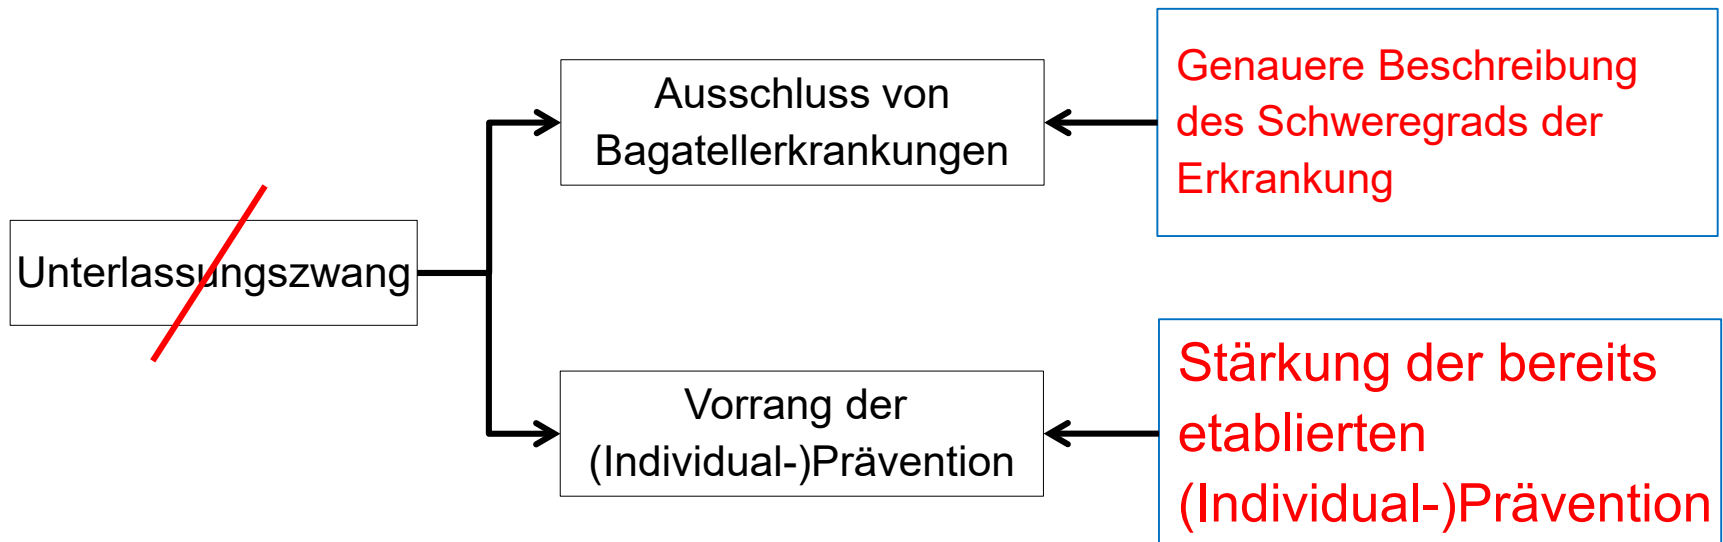 Unterlassungszwang
Ausschluss von
Bagatellerkrankungen
Genauere Beschreibung
des Schweregrads der
Erkrankung
Vorrang der
(Individual-)Prävention
Stärkung der bereits
etablierten
(Individual-)Prävention